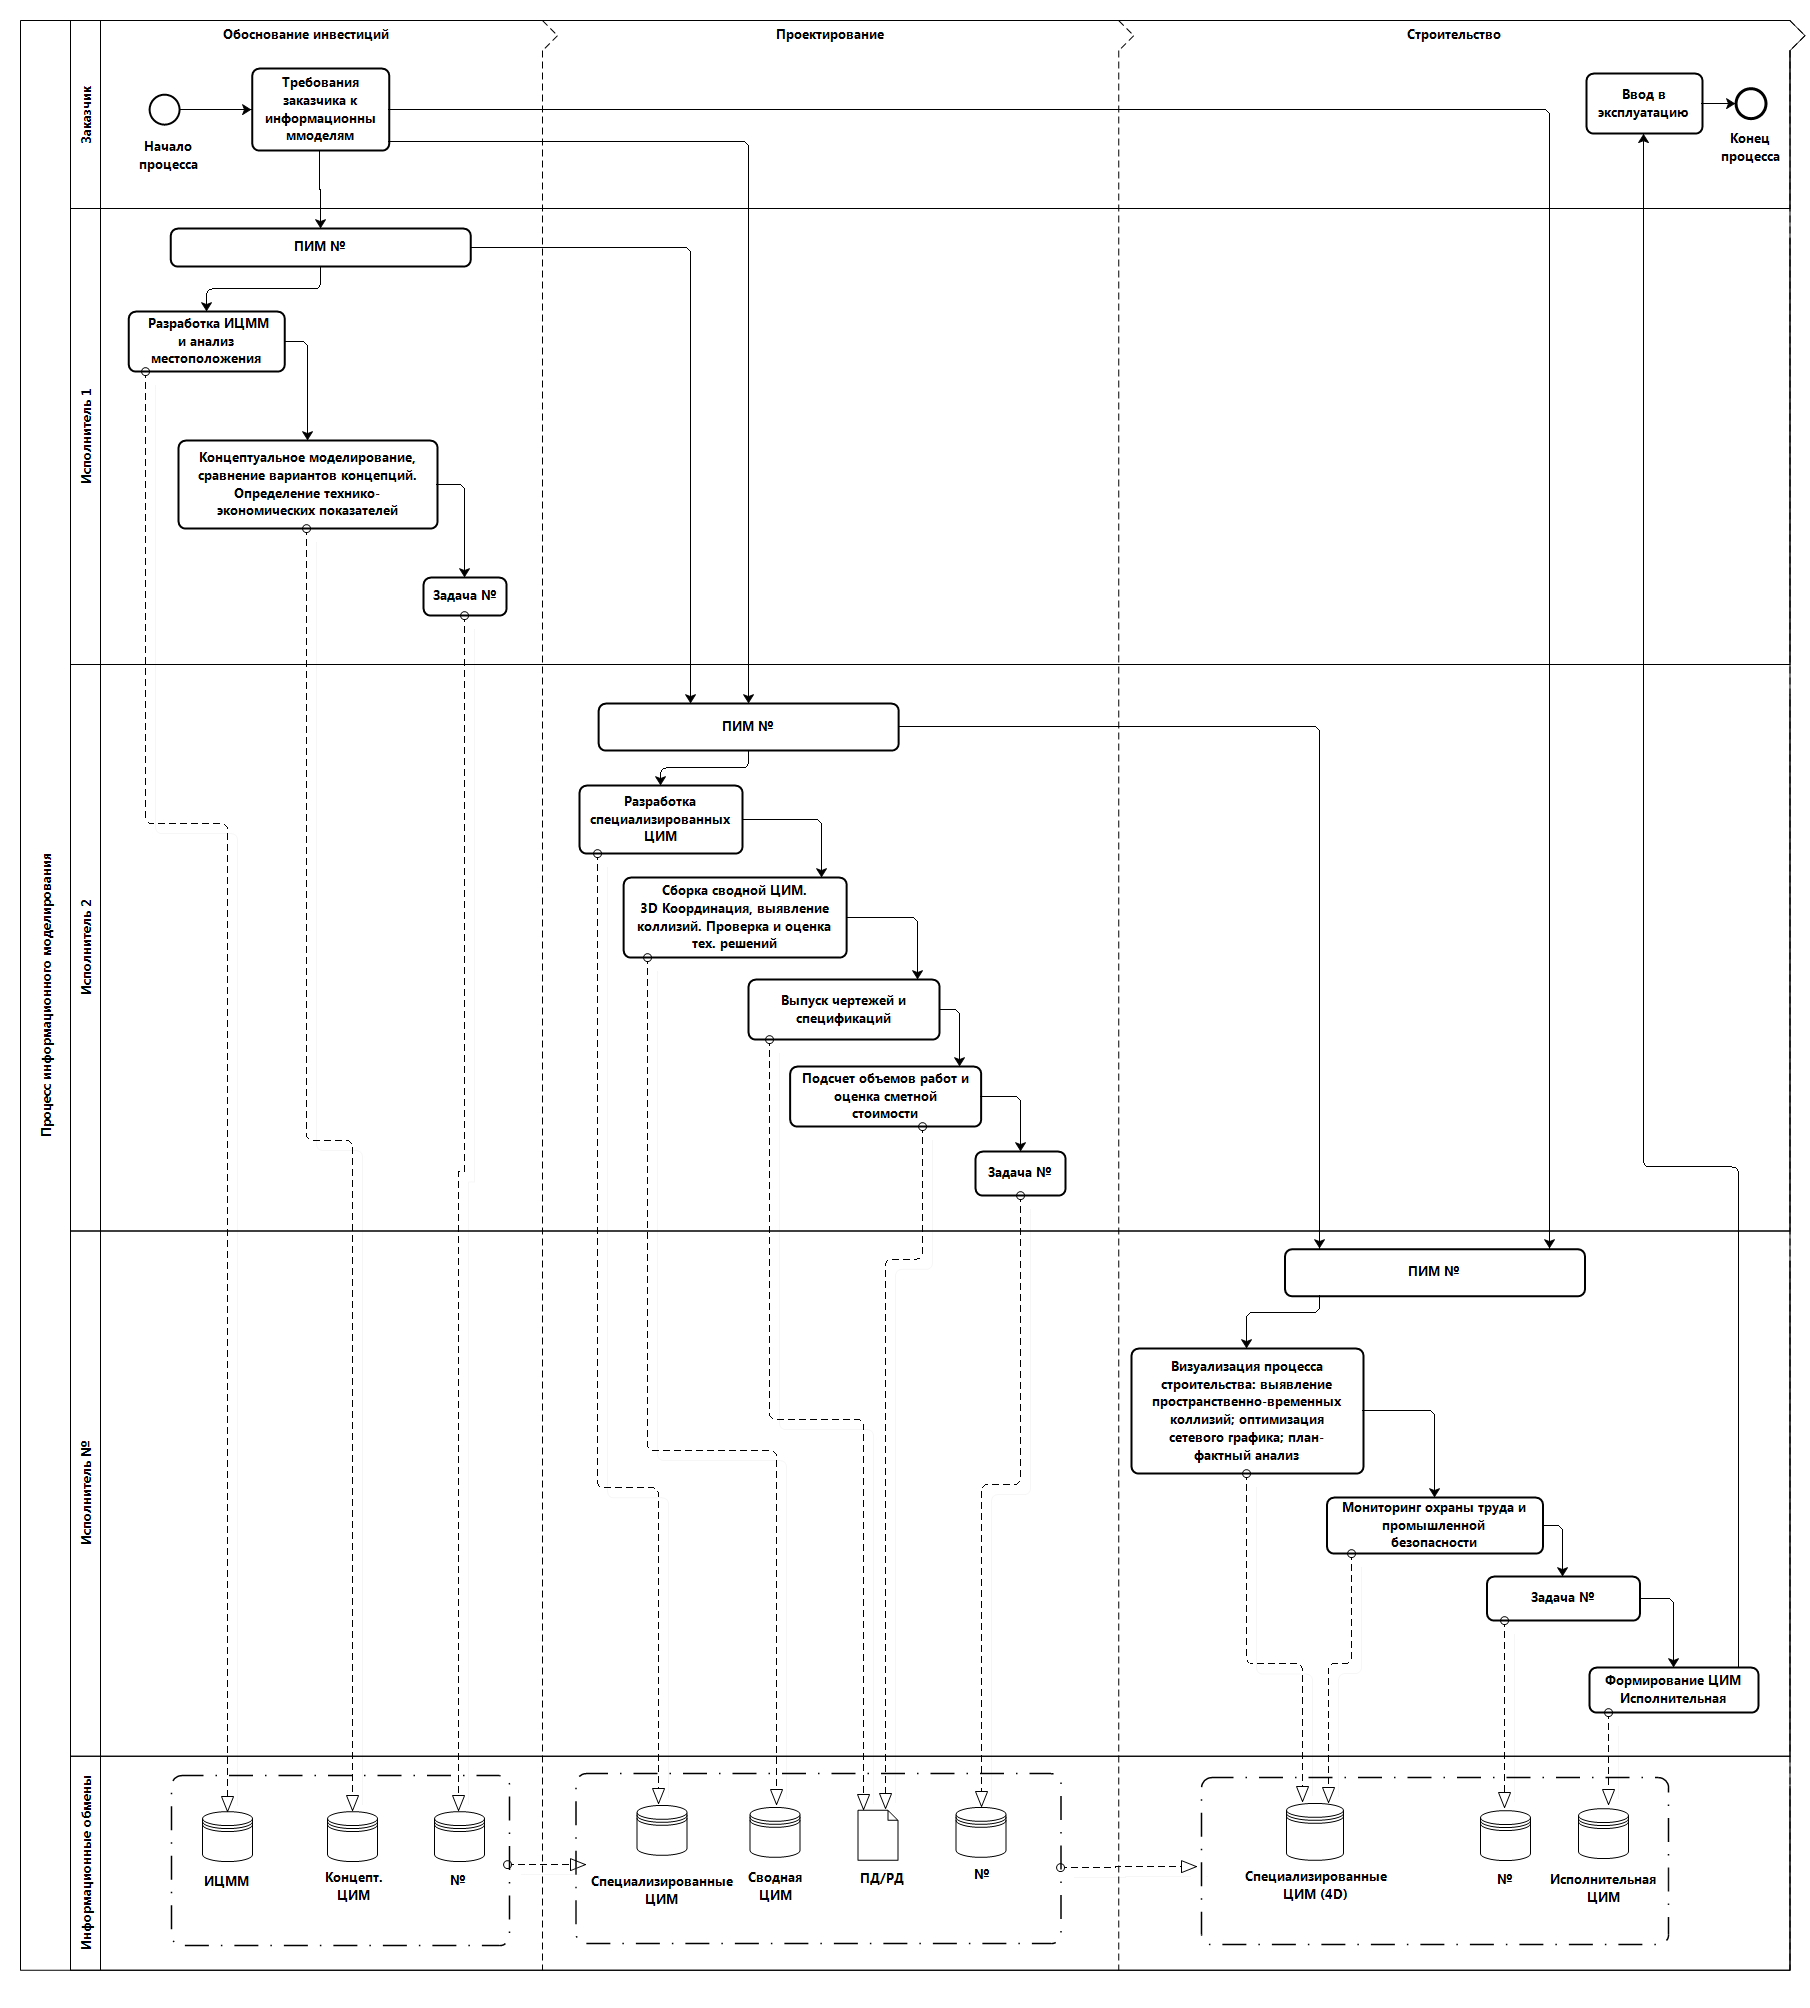 Обоснование инвестиций
Проектирование
Строительство
Процесс информационного моделирования
Заказчик
Начало
процесса
Требования
заказчика к
информационны
ммоделям
Ввод в
эксплуатацию
Конец
процесса
Исполнитель 1
ПИМ №
Разработка ИЦММ
и анализ
местоположения
Концептуальное моделирование,
сравнение вариантов концепций.
Определение технико-
экономических показателей
Задача №
Исполнитель 2
ПИМ №
Разработка
специализированных
ЦИМ
Сборка сводной ЦИМ.
3D Координация, выявление
коллизий. Проверка и оценка
тех. решений
Выпуск чертежей и
спецификаций
Подсчет объемов работ и
оценка сметной
стоимости
Задача №
Исполнитель №
ПИМ №
Визуализация процесса
строительства: выявление
пространственно-временных
коллизий; оптимизация
сетевого графика; план-
фактный анализ
Мониторинг охраны труда и
промышленной
безопасности
Задача №
Формирование ЦИМ
Исполнительная
Информационные обмены
ИЦММ
Концепт.
ЦИМ
№
Специализированные
ЦИМ
Сводная
ЦИМ
ПД/РД
№
Специализированные
ЦИМ (4D)
№
Исполнительная
ЦИМ